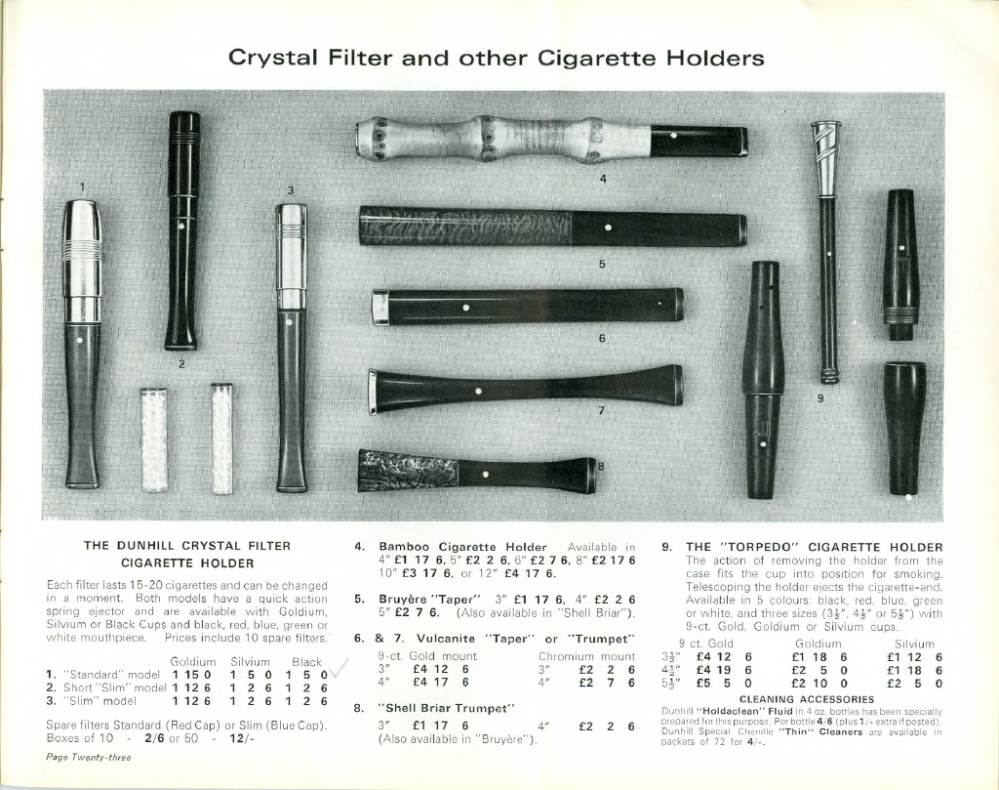 Crystal Filter and other Cigarette Holders
1
2
3
4
5
6
7
8
9
THE DUNHILL CRYSTAL FILTER
CIGARETTE HOLDER
Each filter lasts 15-20 cigarettes and can be changed
in a moment. Both models have a quick action
spring ejector and are available with Goldium,
Silvium or Black Cups and black, red, blue, green or
white mouthpiece. Prices include 10 spare filters.
Goldium Silvium Black
1. "Standard" model 1 15 0 1 5 0 1 5 0
2. Short "Slim" model 1 12 6 1 2 6 1 2 6
3. "Slim" model 1 12 6 1 2 6 1 2 6
Spare filters Standard (Red Cap) or Slim (Blue Cap).
Boxes of 10 - 2/6 or 50 - 12/-
Page Twenty-three
4. Bamboo Cigarette Holder Available in
4" £1 17 6, 5" £2 2 6, 6" £2 7 6, 8" £2 17 6
10" £3 17 6, or 12" £4 17 6.
5. Bruyère "Taper" 3" £1 17 6, 4" £2 2 6
5" £2 7 6. (Also available in "Shell Briar").
6. & 7. Vulcanite "Taper" or "Trumpet"
9-ct. Gold mount Chromium mount
3" £4 12 6 3" £2 2 6
4" £4 17 6 4" £2 7 6
8. "Shell Briar Trumpet"
3" £1 17 6 4" £2 2 6
(Also available in "Bruyère").
9. THE "TORPEDO" CIGARETTE HOLDER
The action of removing the holder from the
case fits the cup into position for smoking.
Telescoping the holder ejects the cigarette-end.
Available in 5 colours: black, red, blue, green
or white, and three sizes (3½", 4½" or 5½") with
9-ct. Gold, Goldium or Silvium cups.
9 ct. Gold Goldium Silvium
3½" £4 12 6 £1 18 6 £1 12 6
4½" £4 19 6 £2 5 0 £1 18 6
5½" £5 5 0 £2 10 0 £2 5 0
CLEANING ACCESSORIES
Dunhill "Holdaclean" Fluid in 4 oz. bottles has been specially
prepared for this purpose. Per bottle 4/6 (plus 1/- extra if posted).
Dunhill Special Chenille "Thin" Cleaners are available in
packets of 72 for 4/-.